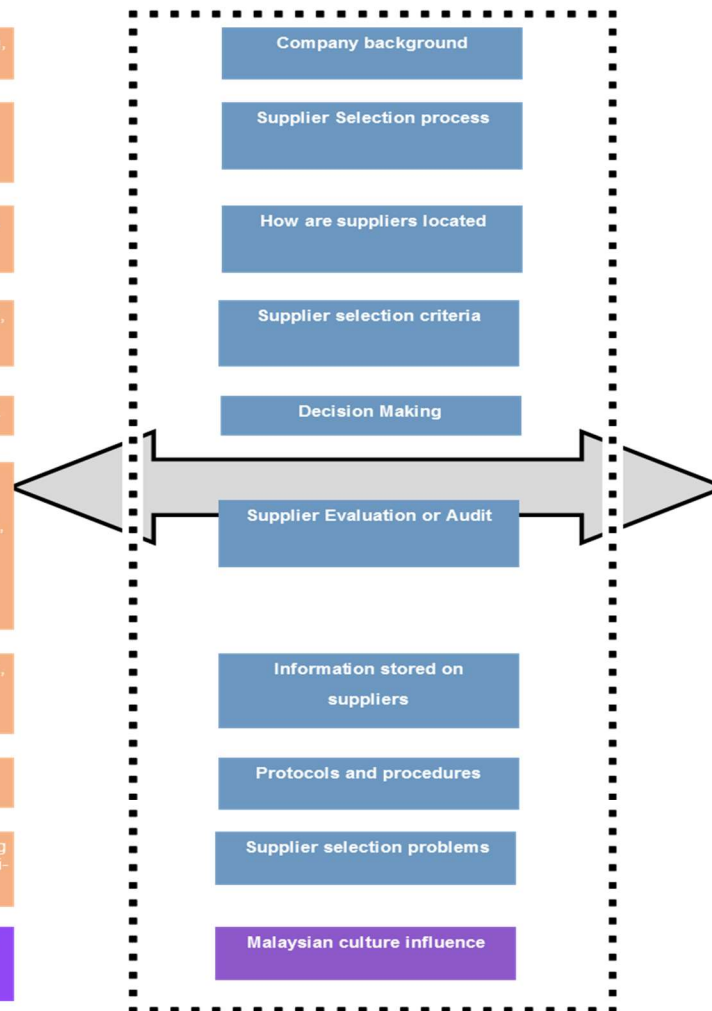 Company background
Supplier Selection process
How are suppliers located
Supplier selection criteria
Decision Making
Supplier Evaluation or Audit
Information stored on
suppliers
Protocols and procedures
Supplier selection problems
Malaysian culture influence